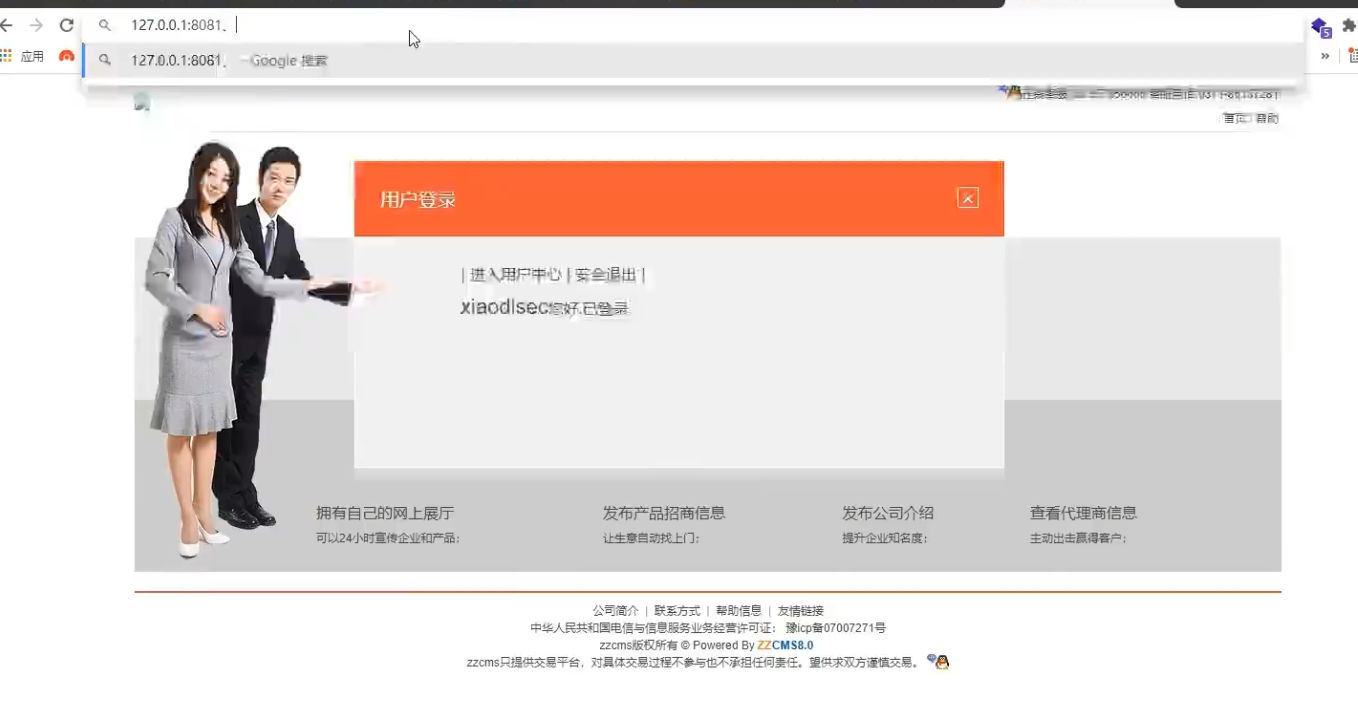 127.0.0.1:8081、
应用
127.0.0.1:8081、 - Google 搜索
首页 | 帮助
用户登录
| 进入用户中心 | 安全退出 |
xiaodisec您好,已登录
拥有自己的网上展厅
可以24小时宣传企业和产品;
发布产品招商信息
让生意自动找上门;
发布公司介绍
提升企业知名度;
查看代理商信息
主动出击赢得客户;
公司简介 | 联系方式 | 帮助信息 | 友情链接
中华人民共和国电信与信息服务业务经营许可证: 豫icp备07007271号
zzcms版权所有 © Powered By ZZCMS8.0
zzcms只提供交易平台，对具体交易过程不参与也不承担任何责任。望供求双方谨慎交易。